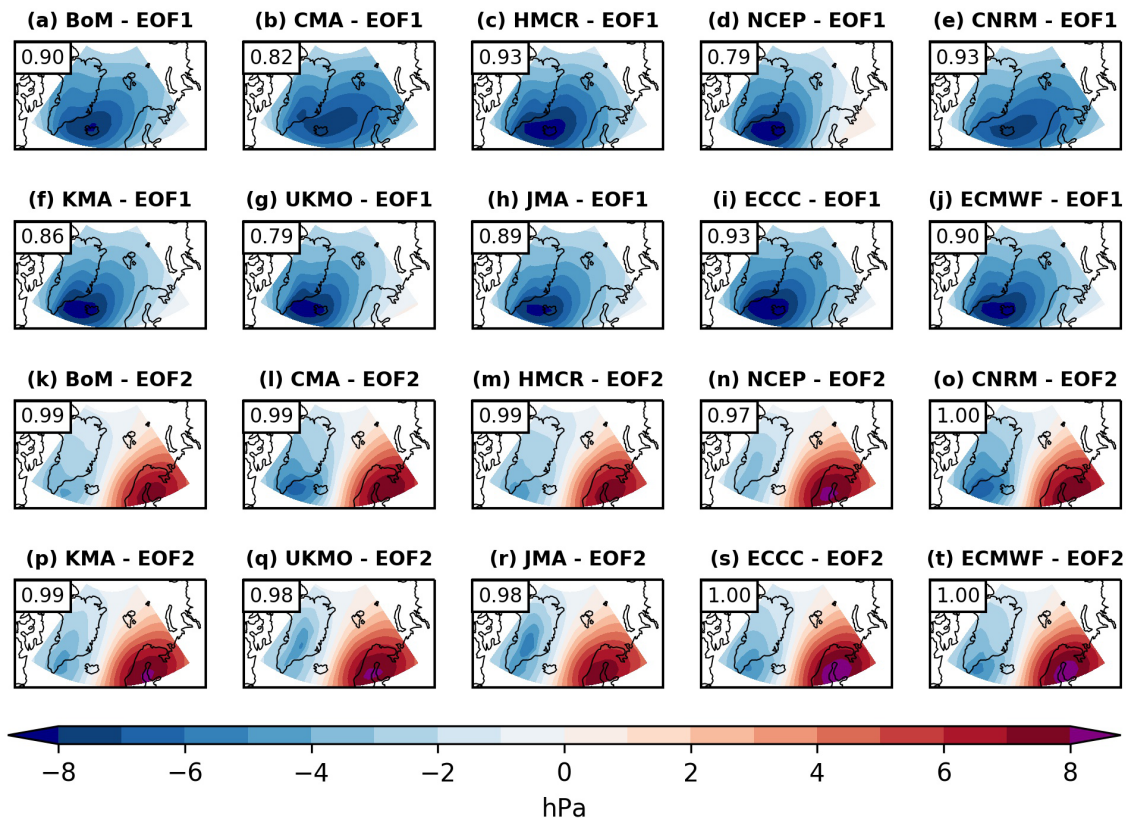 (a) BoM - EOF1 (b) CMA - EOF1 (c) HMCR - EOF1 (d) NCEP - EOF1 (e) CNRM - EOF1
0.90 0.82 0.93 0.79 0.93
(f) KMA - EOF1 (g) UKMO - EOF1 (h) JMA - EOF1 (i) ECCC - EOF1 (j) ECMWF - EOF1
0.86 0.79 0.89 0.93 0.90
(k) BoM - EOF2 (l) CMA - EOF2 (m) HMCR - EOF2 (n) NCEP - EOF2 (o) CNRM - EOF2
0.99 0.99 0.99 0.97 1.00
(p) KMA - EOF2 (q) UKMO - EOF2 (r) JMA - EOF2 (s) ECCC - EOF2 (t) ECMWF - EOF2
0.99 0.98 0.98 1.00 1.00
−8 −6 −4 −2 0 2 4 6 8
hPa